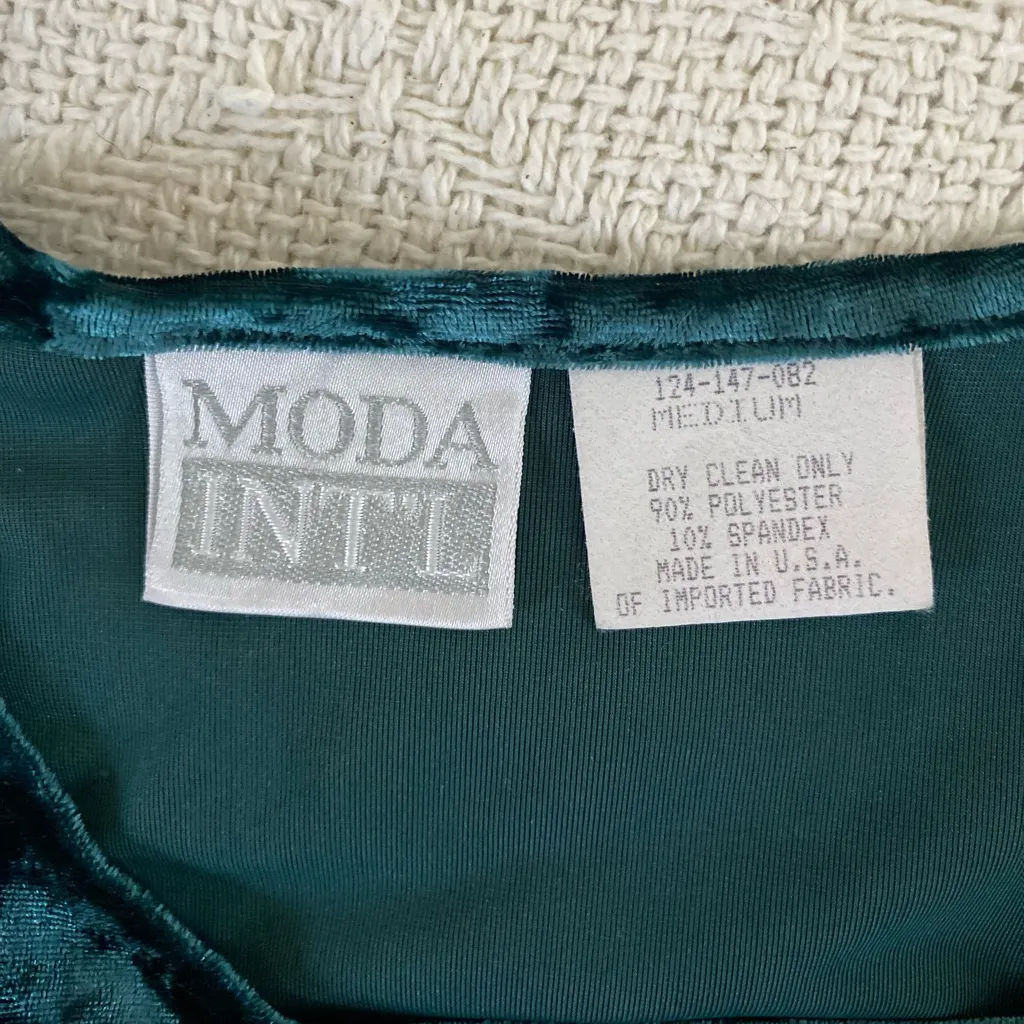 MODA
INT'L
124-147-082
MEDIUM
DRY CLEAN ONLY
90% POLYESTER
10% SPANDEX
MADE IN U.S.A.
OF IMPORTED FABRIC.